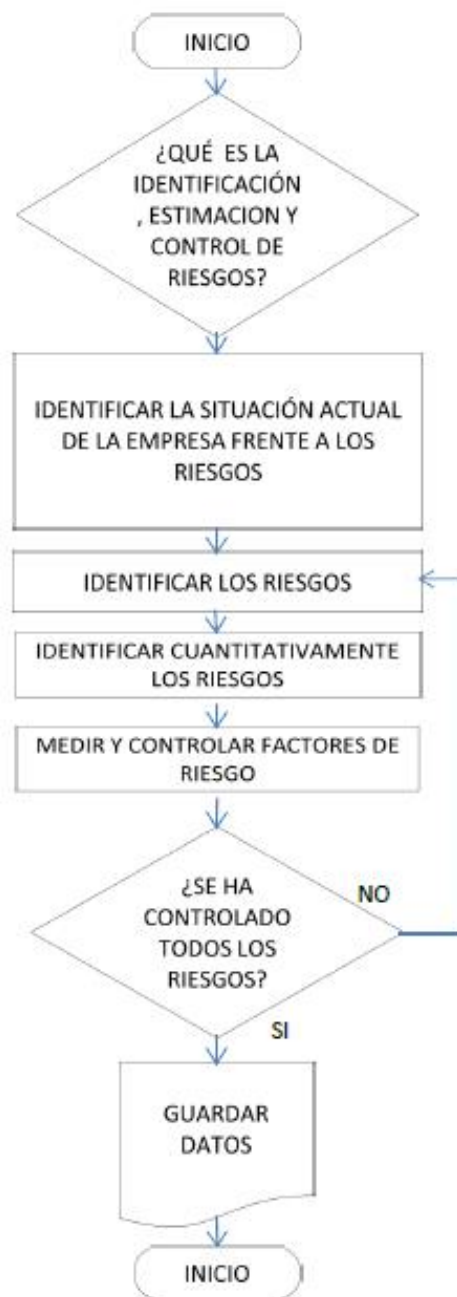 INICIO
¿QUÉ ES LA
IDENTIFICACIÓN
, ESTIMACION Y
CONTROL DE
RIESGOS?
IDENTIFICAR LA SITUACIÓN ACTUAL
DE LA EMPRESA FRENTE A LOS
RIESGOS
IDENTIFICAR LOS RIESGOS
IDENTIFICAR CUANTITATIVAMENTE
LOS RIESGOS
MEDIR Y CONTROLAR FACTORES DE
RIESGO
¿SE HA
CONTROLADO
TODOS LOS
RIESGOS?
NO
SI
GUARDAR
DATOS
INICIO